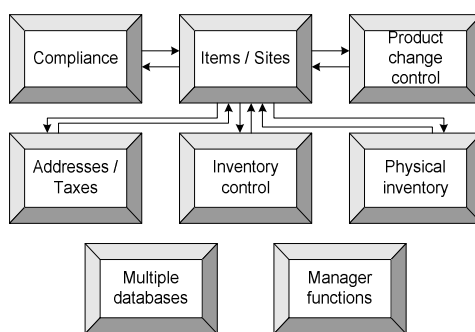 Compliance
Items / Sites
Product
change control
Addresses /
Taxes
Inventory
control
Physical
inventory
Multiple
databases
Manager
functions